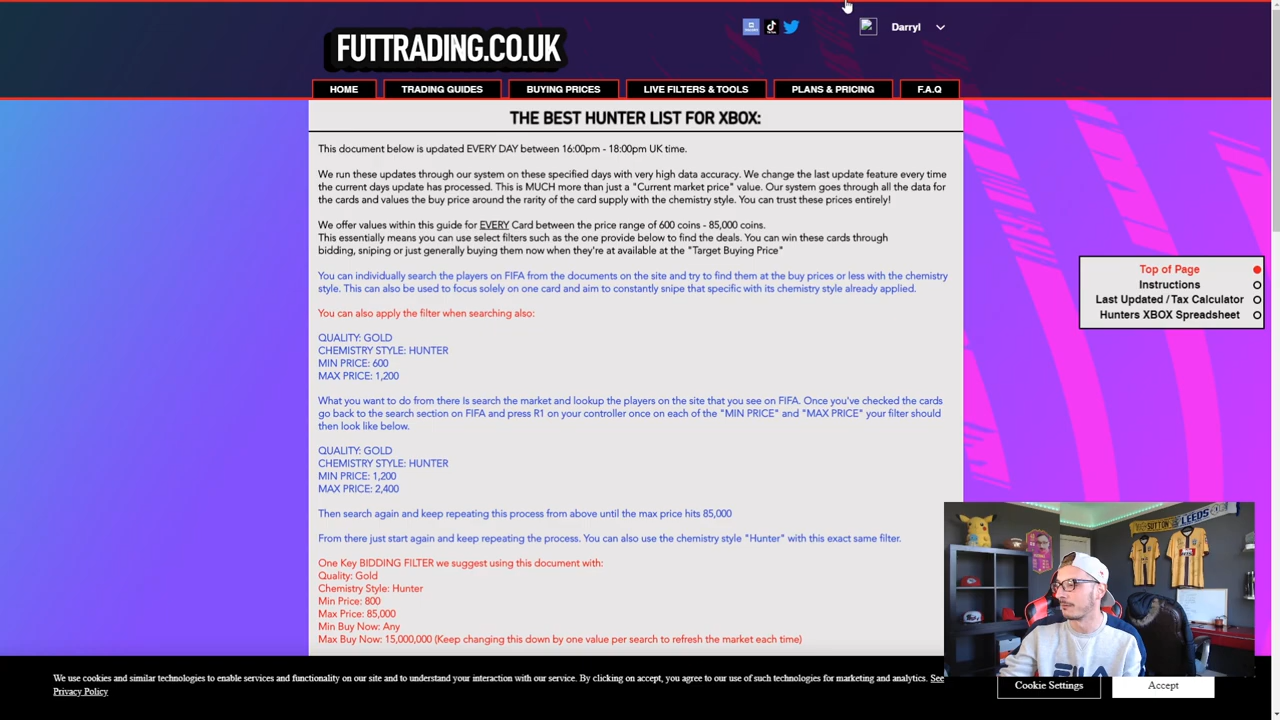 FUTTRADING.CO.UK
Darryl
HOME TRADING GUIDES BUYING PRICES LIVE FILTERS & TOOLS PLANS & PRICING F.A.Q
THE BEST HUNTER LIST FOR XBOX:
This document below is updated EVERY DAY between 16:00pm - 18:00pm UK time.
We run these updates through our system on these specified days with very high data accuracy. We change the last update feature every time
the current days update has processed. This is MUCH more than just a "Current market price" value. Our system goes through all the data for
the cards and values the buy price around the rarity of the card supply with the chemistry style. You can trust these prices entirely!
We offer values within this guide for EVERY Card between the price range of 600 coins - 85,000 coins.
This essentially means you can use select filters such as the one provide below to find the deals. You can win these cards through
bidding, sniping or just generally buying them now when they're at available at the "Target Buying Price"
You can individually search the players on FIFA from the documents on the site and try to find them at the buy prices or less with the chemistry
style. This can also be used to focus solely on one card and aim to constantly snipe that specific with its chemistry style already applied.
You can also apply the filter when searching also:
QUALITY: GOLD
CHEMISTRY STYLE: HUNTER
MIN PRICE: 600
MAX PRICE: 1,200
What you want to do from there Is search the market and lookup the players on the site that you see on FIFA. Once you've checked the cards
go back to the search section on FIFA and press R1 on your controller once on each of the "MIN PRICE" and "MAX PRICE" your filter should
then look like below.
QUALITY: GOLD
CHEMISTRY STYLE: HUNTER
MIN PRICE: 1,200
MAX PRICE: 2,400
Then search again and keep repeating this process from above until the max price hits 85,000
From there just start again and keep repeating the process. You can also use the chemistry style "Hunter" with this exact same filter.
One Key BIDDING FILTER we suggest using this document with:
Quality: Gold
Chemistry Style: Hunter
Min Price: 800
Max Price: 85,000
Min Buy Now: Any
Max Buy Now: 15,000,000 (Keep changing this down by one value per search to refresh the market each time)
Top of Page
Instructions
Last Updated / Tax Calculator
Hunters XBOX Spreadsheet
SUTTON
LEEDS
FILA
We use cookies and similar technologies to enable services and functionality on our site and to understand your interaction with our service. By clicking on accept, you agree to our use of such technologies for marketing and analytics. See
Privacy Policy
Cookie Settings
Accept